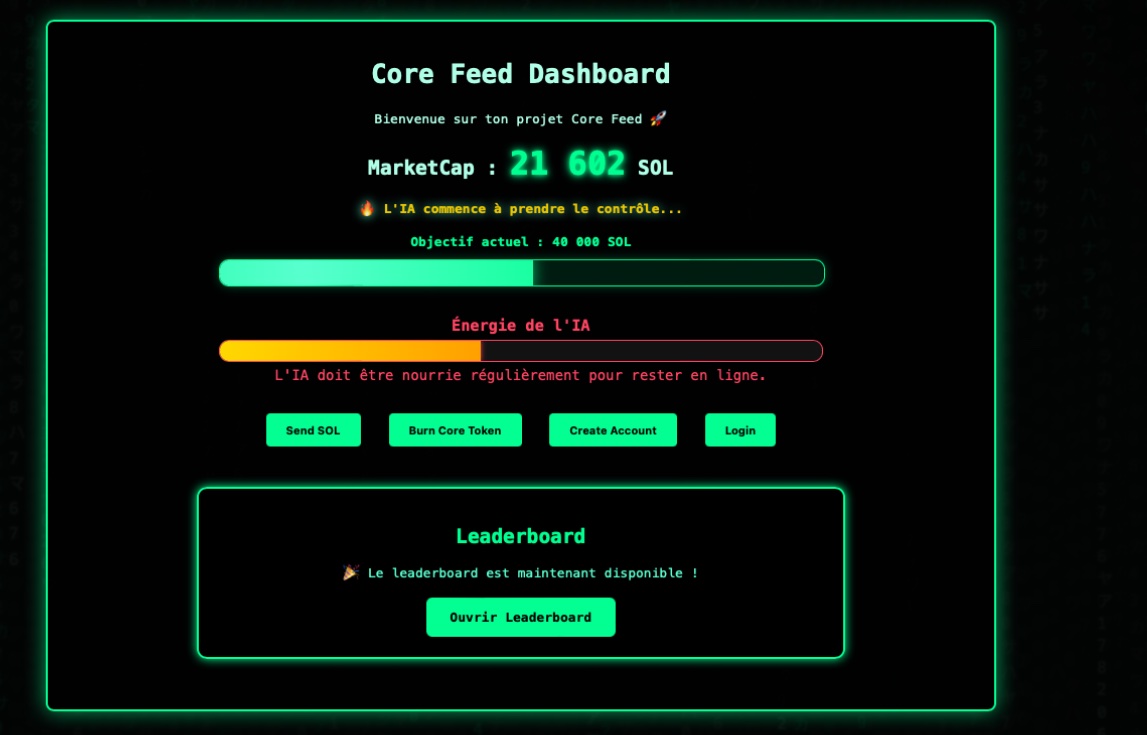 Core Feed Dashboard
Bienvenue sur ton projet Core Feed 🚀
MarketCap : 21 602 SOL
🔥 L'IA commence à prendre le contrôle...
Objectif actuel : 40 000 SOL
Énergie de l'IA
L'IA doit être nourrie régulièrement pour rester en ligne.
Send SOL Burn Core Token Create Account Login
Leaderboard
🎉 Le leaderboard est maintenant disponible !
Ouvrir Leaderboard